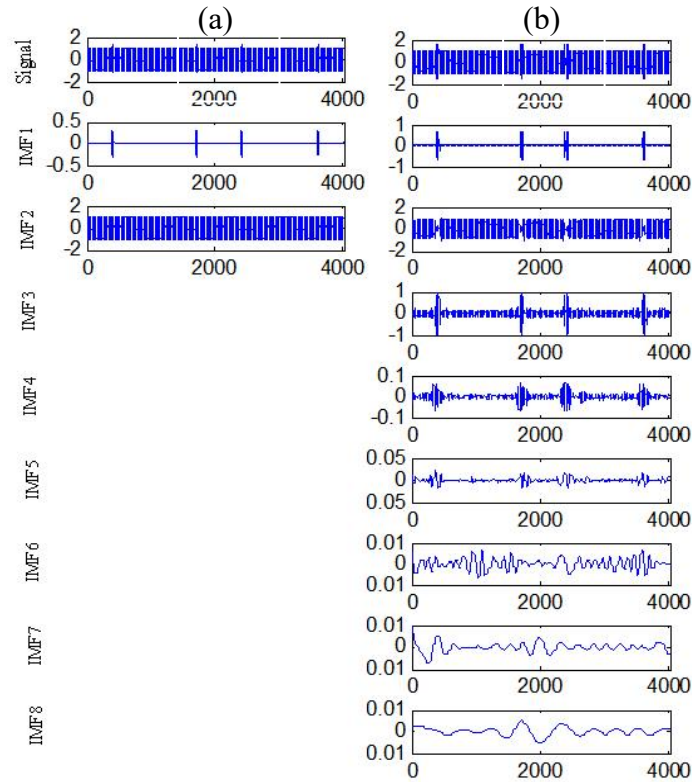 (a) (b)
Signal 2 0 -2 0 2000 4000 2 0 -2 0 2000 4000
IMF1 0.5 0 -0.5 0 2000 4000 1 0 -1 0 2000 4000
IMF2 2 0 -2 0 2000 4000 2 0 -2 0 2000 4000
IMF3 1 0 -1 0 2000 4000
IMF4 0.1 0 -0.1 0 2000 4000
IMF5 0.05 0 0.05 0 2000 4000
IMF6 0.01 0 0.01 0 2000 4000
IMF7 0.01 0 0.01 0 2000 4000
IMF8 0.01 0 0.01 0 2000 4000